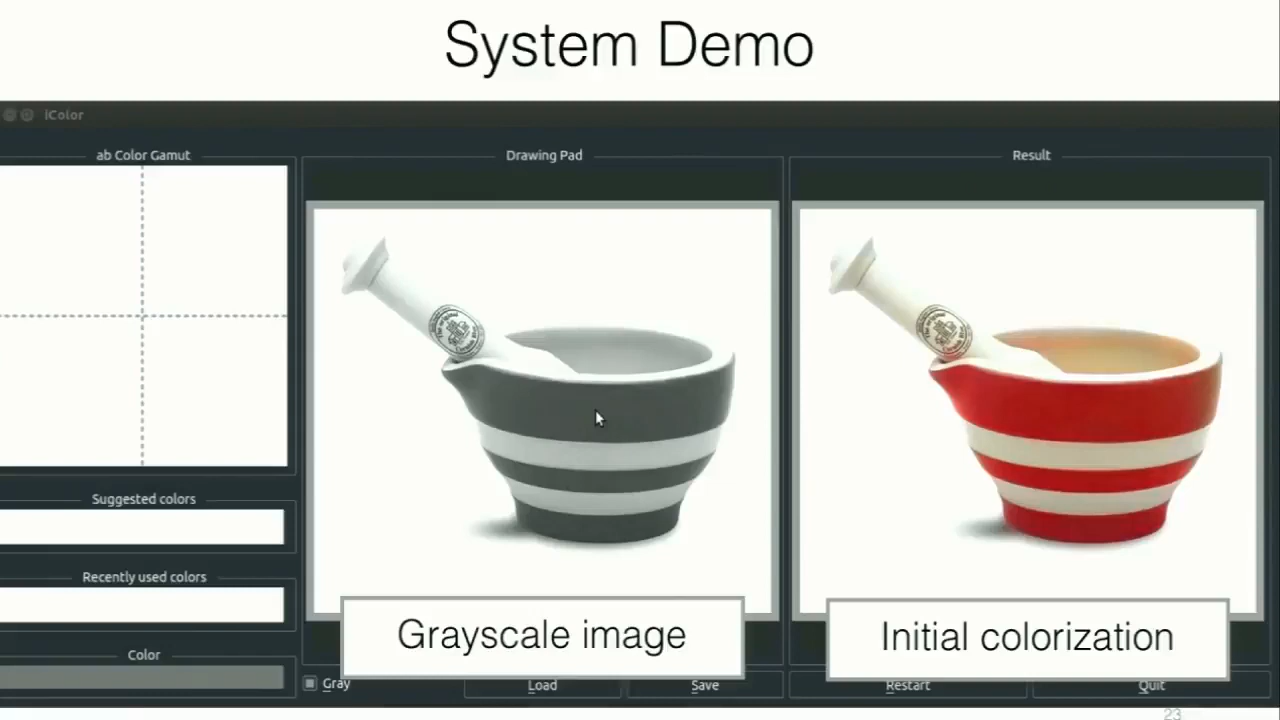 System Demo
iColor
ab Color Gamut
Drawing Pad
Result
Suggested colors
Recently used colors
Color
Grayscale image
Initial colorization
Gray
Load
Save
Restart
Quit
23